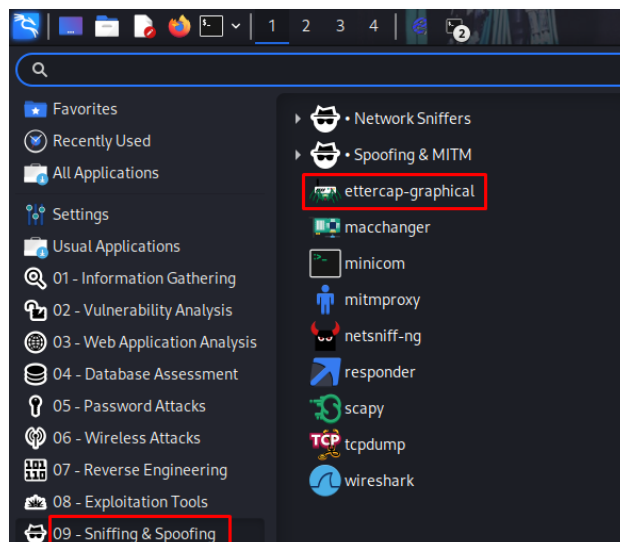 1 2 3 4
2
Favorites
Recently Used
All Applications
Settings
Usual Applications
01 - Information Gathering
02 - Vulnerability Analysis
03 - Web Application Analysis
04 - Database Assessment
05 - Password Attacks
06 - Wireless Attacks
07 - Reverse Engineering
08 - Exploitation Tools
09 - Sniffing & Spoofing
• Network Sniffers
• Spoofing & MITM
ettercap-graphical
macchanger
minicom
mitmproxy
netsniff-ng
responder
scapy
TCP
tcpdump
wireshark